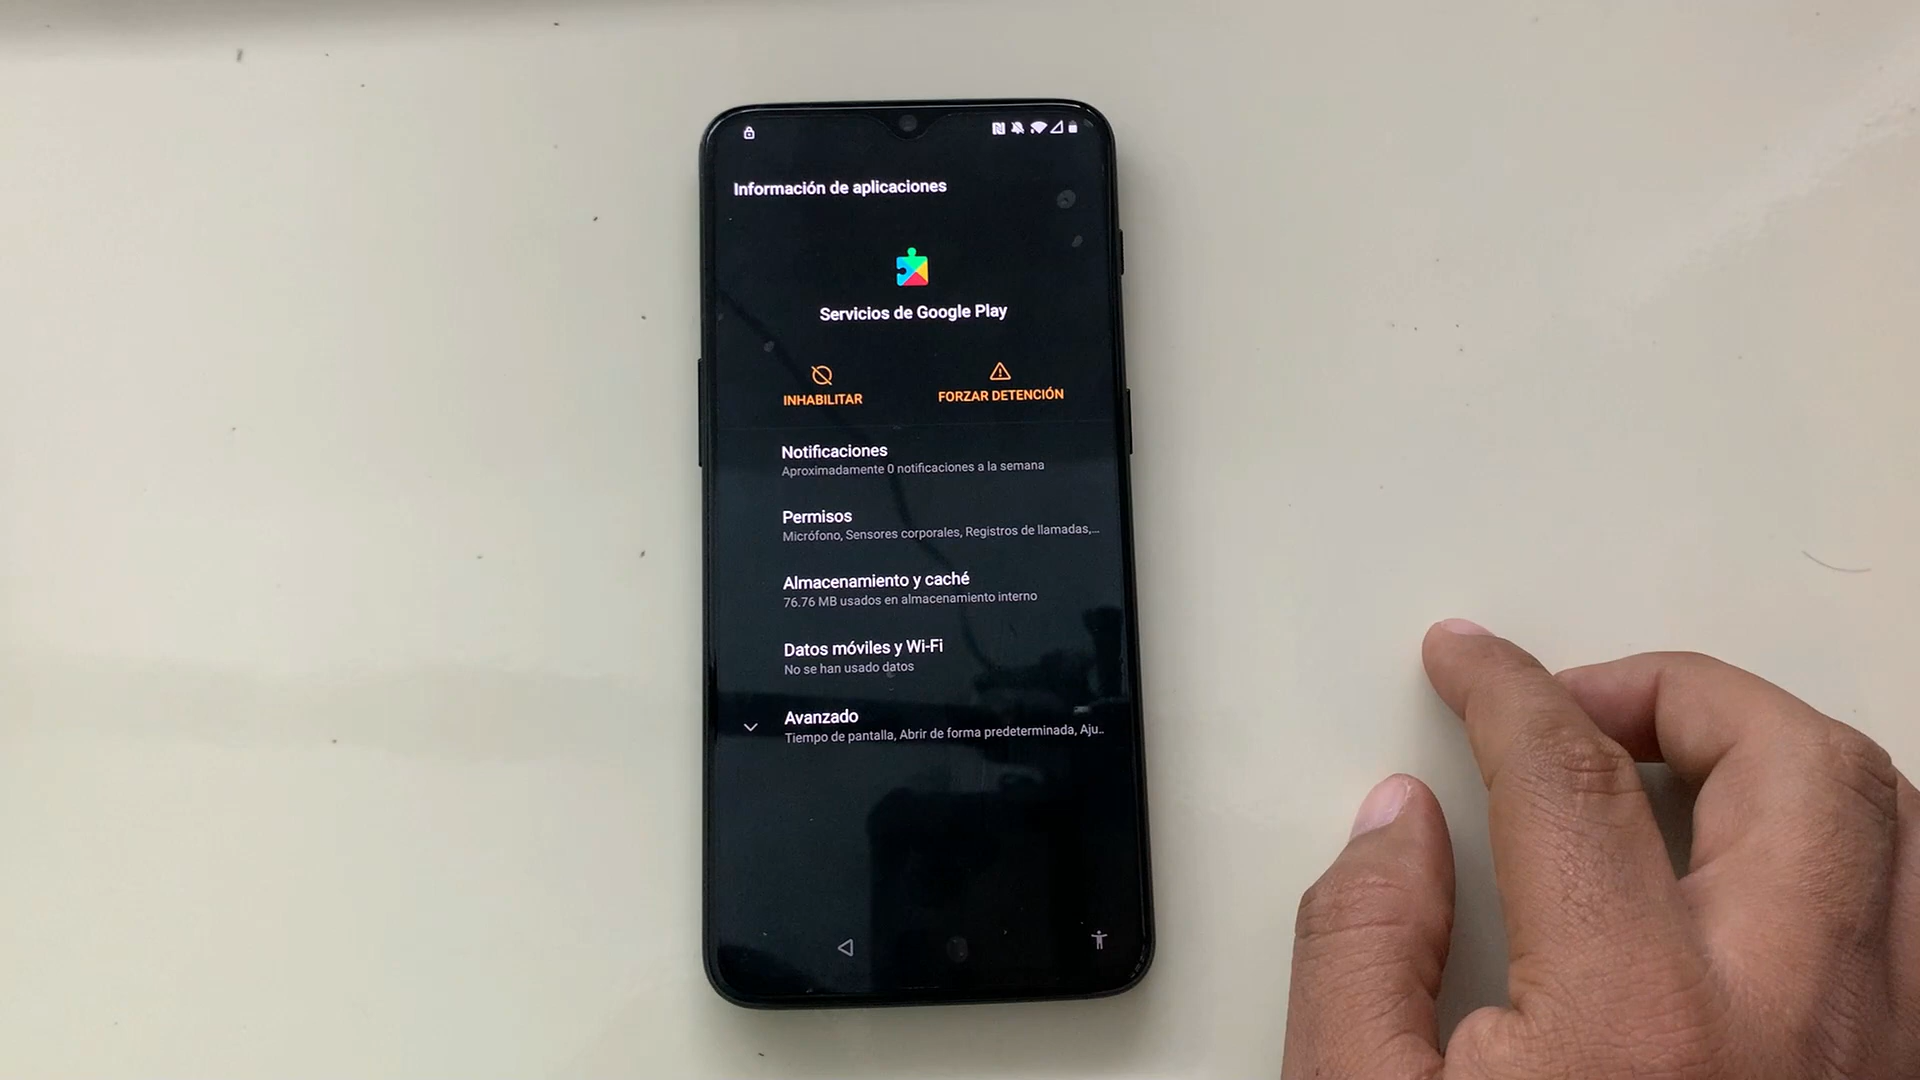 Información de aplicaciones
Servicios de Google Play
INHABILITAR
FORZAR DETENCIÓN
Notificaciones
Aproximadamente 0 notificaciones a la semana
Permisos
Micrófono, Sensores corporales, Registros de llamadas,...
Almacenamiento y caché
76.76 MB usados en almacenamiento interno
Datos móviles y Wi-Fi
No se han usado datos
Avanzado
Tiempo de pantalla, Abrir de forma predeterminada, Aju..